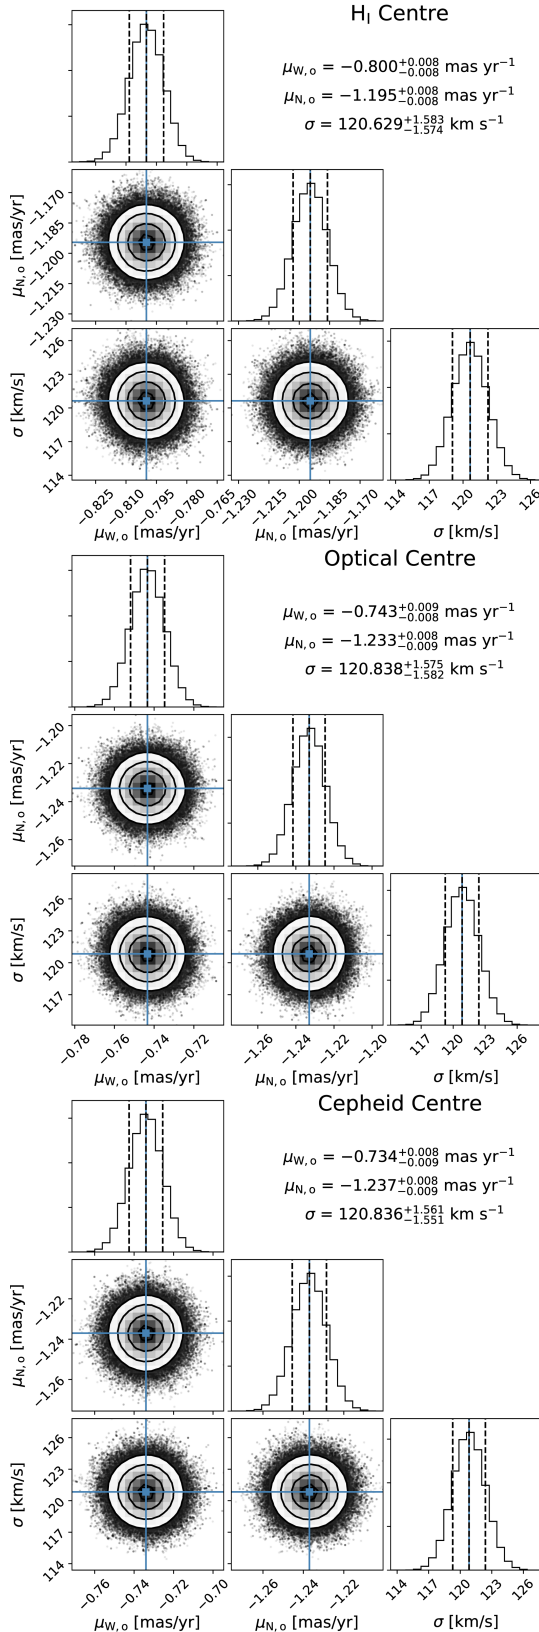 H_I Centre
μ_W,o = −0.800 +0.008 −0.008 mas yr⁻¹
μ_N,o = −1.195 +0.008 −0.008 mas yr⁻¹
σ = 120.629 +1.583 −1.574 km s⁻¹
μ_N,o [mas/yr]
−1.170
−1.185
−1.200
−1.215
−1.230
σ [km/s]
126
123
120
117
114
−0.825 −0.810 −0.795 −0.780 −0.765
−1.230 −1.215 −1.200 −1.185 −1.170
114 117 120 123 126
μ_W,o [mas/yr] μ_N,o [mas/yr] σ [km/s]
Optical Centre
μ_W,o = −0.743 +0.009 −0.008 mas yr⁻¹
μ_N,o = −1.233 +0.008 −0.009 mas yr⁻¹
σ = 120.838 +1.575 −1.582 km s⁻¹
μ_N,o [mas/yr]
−1.20
−1.22
−1.24
−1.26
σ [km/s]
126
123
120
117
−0.78 −0.76 −0.74 −0.72
−1.26 −1.24 −1.22 −1.20
117 120 123 126
μ_W,o [mas/yr] μ_N,o [mas/yr] σ [km/s]
Cepheid Centre
μ_W,o = −0.734 +0.008 −0.009 mas yr⁻¹
μ_N,o = −1.237 +0.008 −0.009 mas yr⁻¹
σ = 120.836 +1.561 −1.551 km s⁻¹
μ_N,o [mas/yr]
−1.22
−1.24
−1.26
σ [km/s]
126
123
120
117
114
−0.76 −0.74 −0.72 −0.70
−1.26 −1.24 −1.22
114 117 120 123 126
μ_W,o [mas/yr] μ_N,o [mas/yr] σ [km/s]